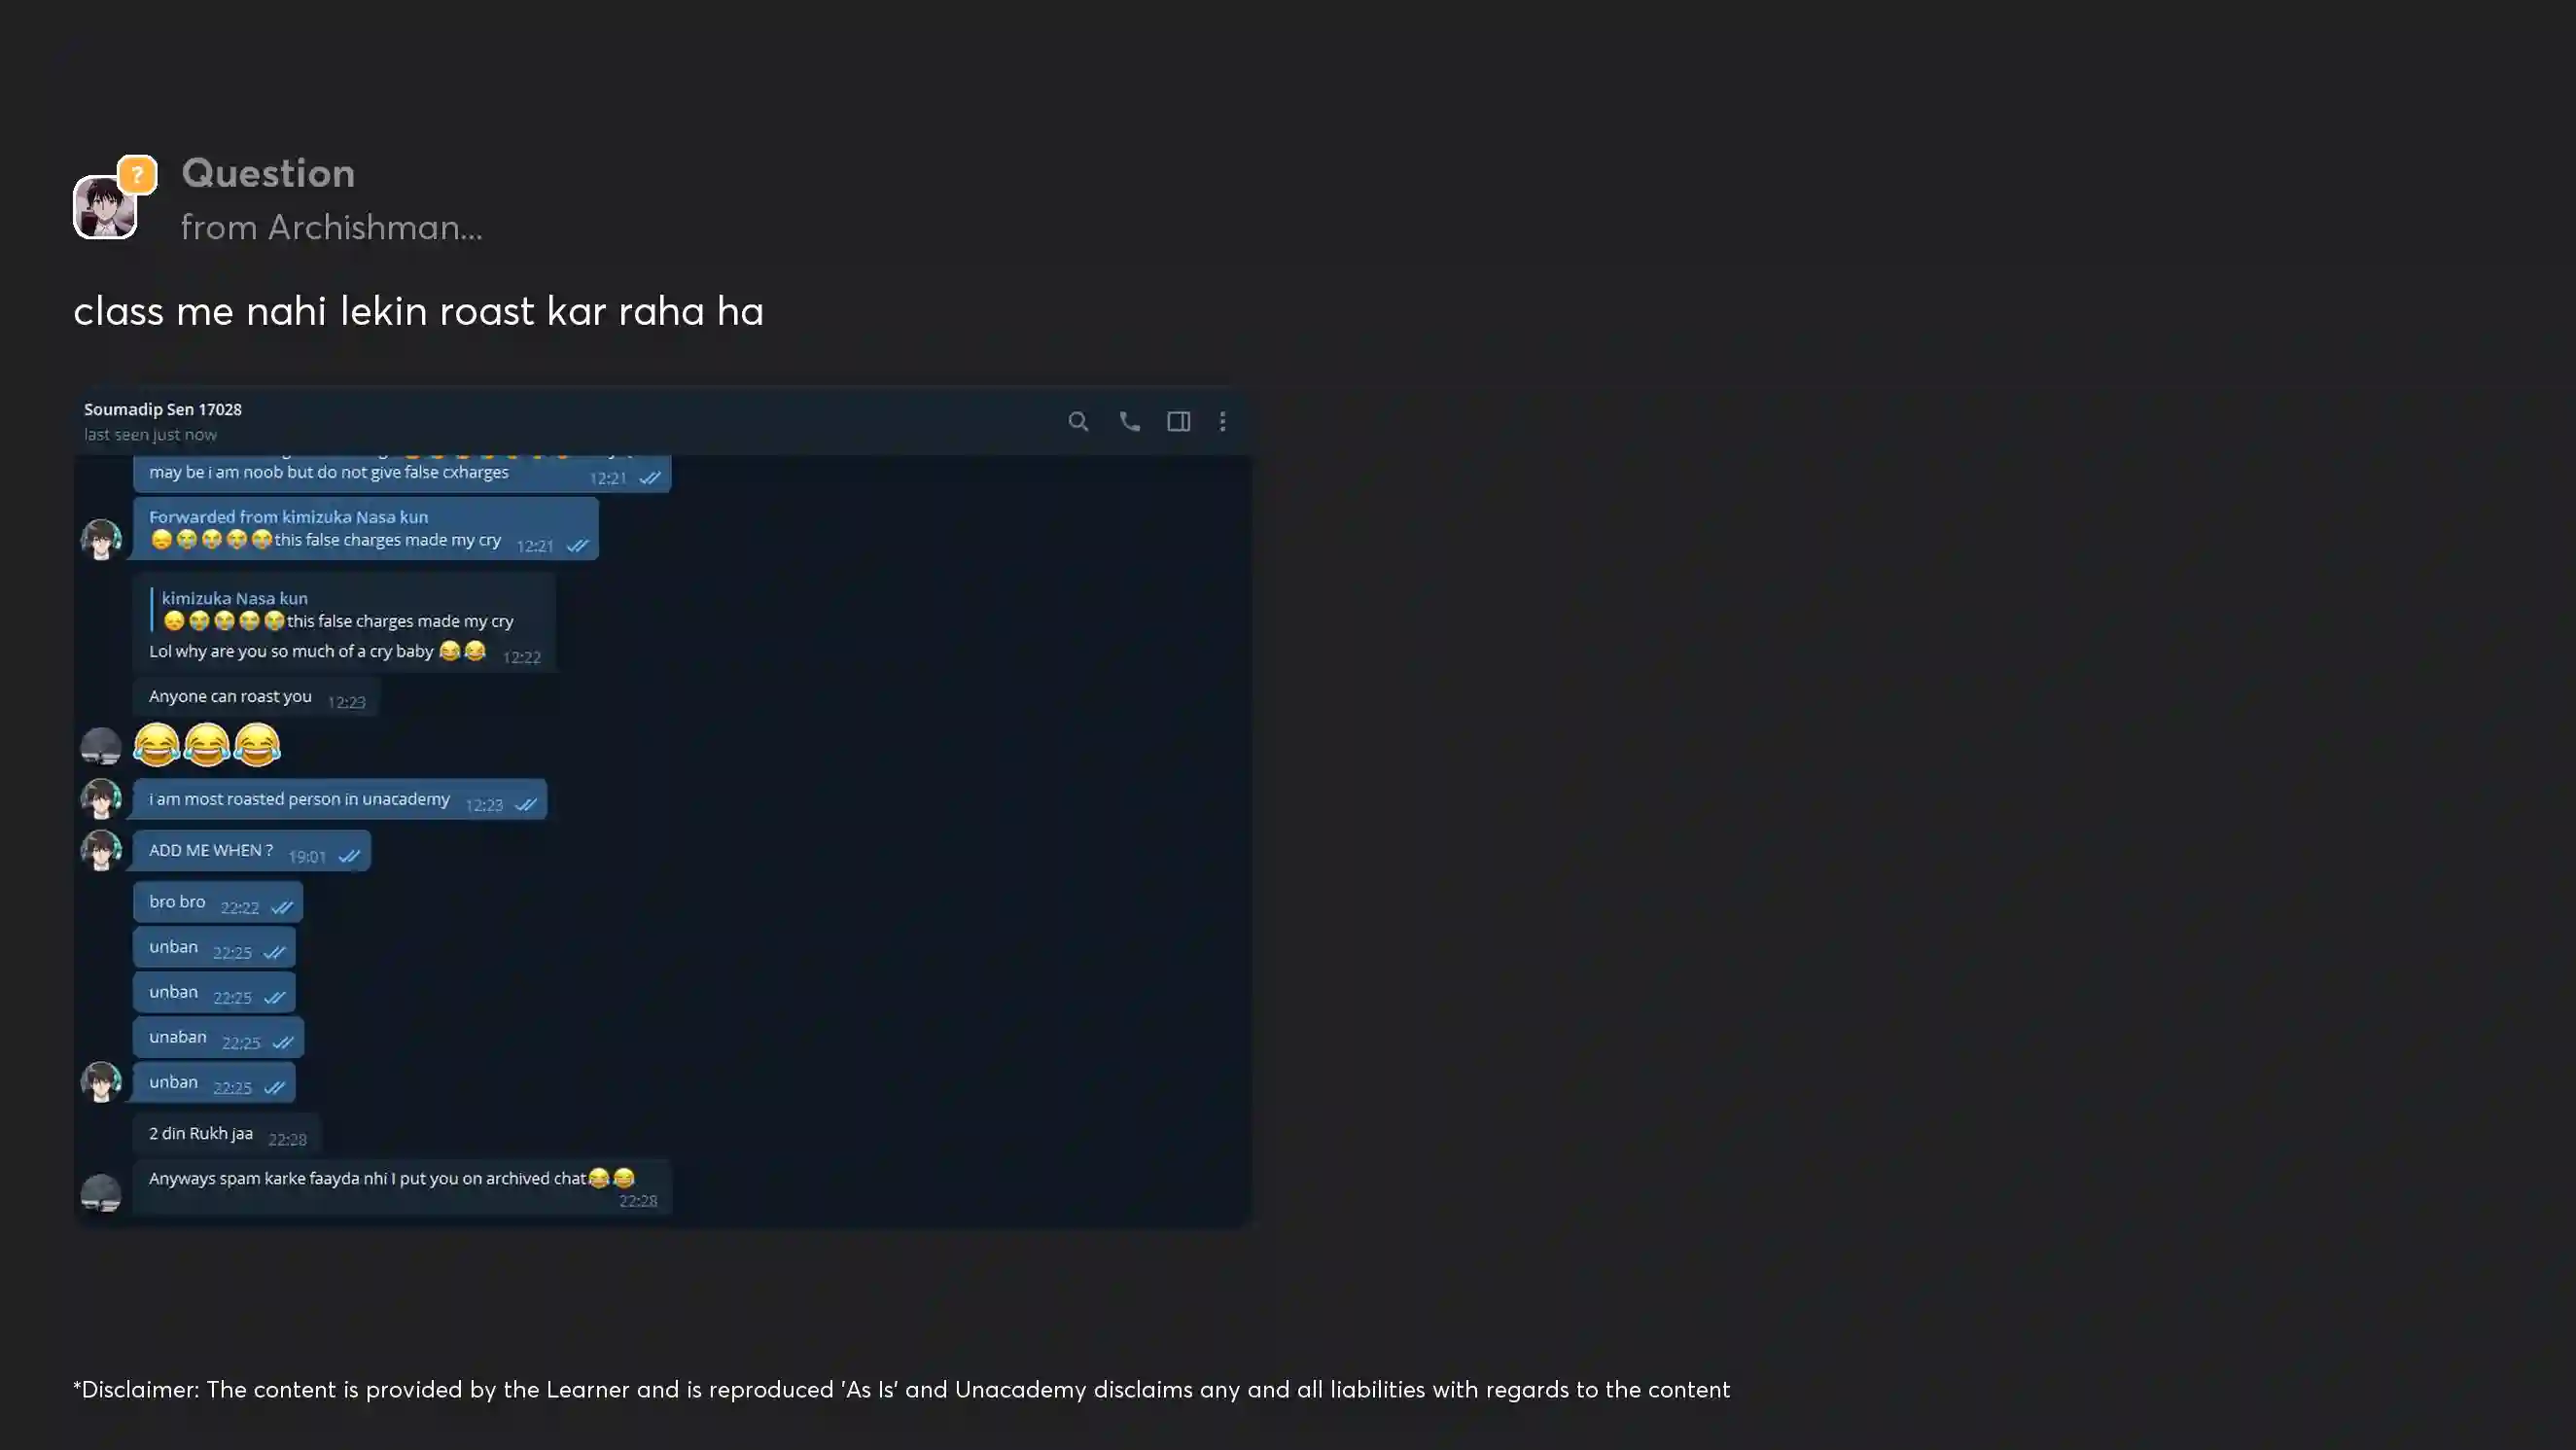 ?
Question
from Archishman...
class me nahi lekin roast kar raha ha
Soumadip Sen 17028
last seen just now
may be i am noob but do not give false cxharges 12:21
Forwarded from kimizuka Nasa kun
😞😭😭😭😭this false charges made my cry 12:21
kimizuka Nasa kun
😞😭😭😭😭this false charges made my cry
Lol why are you so much of a cry baby 😂😂 12:22
Anyone can roast you 12:23
😂😂😂
i am most roasted person in unacademy 12:23
ADD ME WHEN ? 19:01
bro bro 22:22
unban 22:25
unban 22:25
unaban 22:25
unban 22:25
2 din Rukh jaa 22:28
Anyways spam karke faayda nhi I put you on archived chat😂😂
22:28
*Disclaimer: The content is provided by the Learner and is reproduced 'As Is' and Unacademy disclaims any and all liabilities with regards to the content